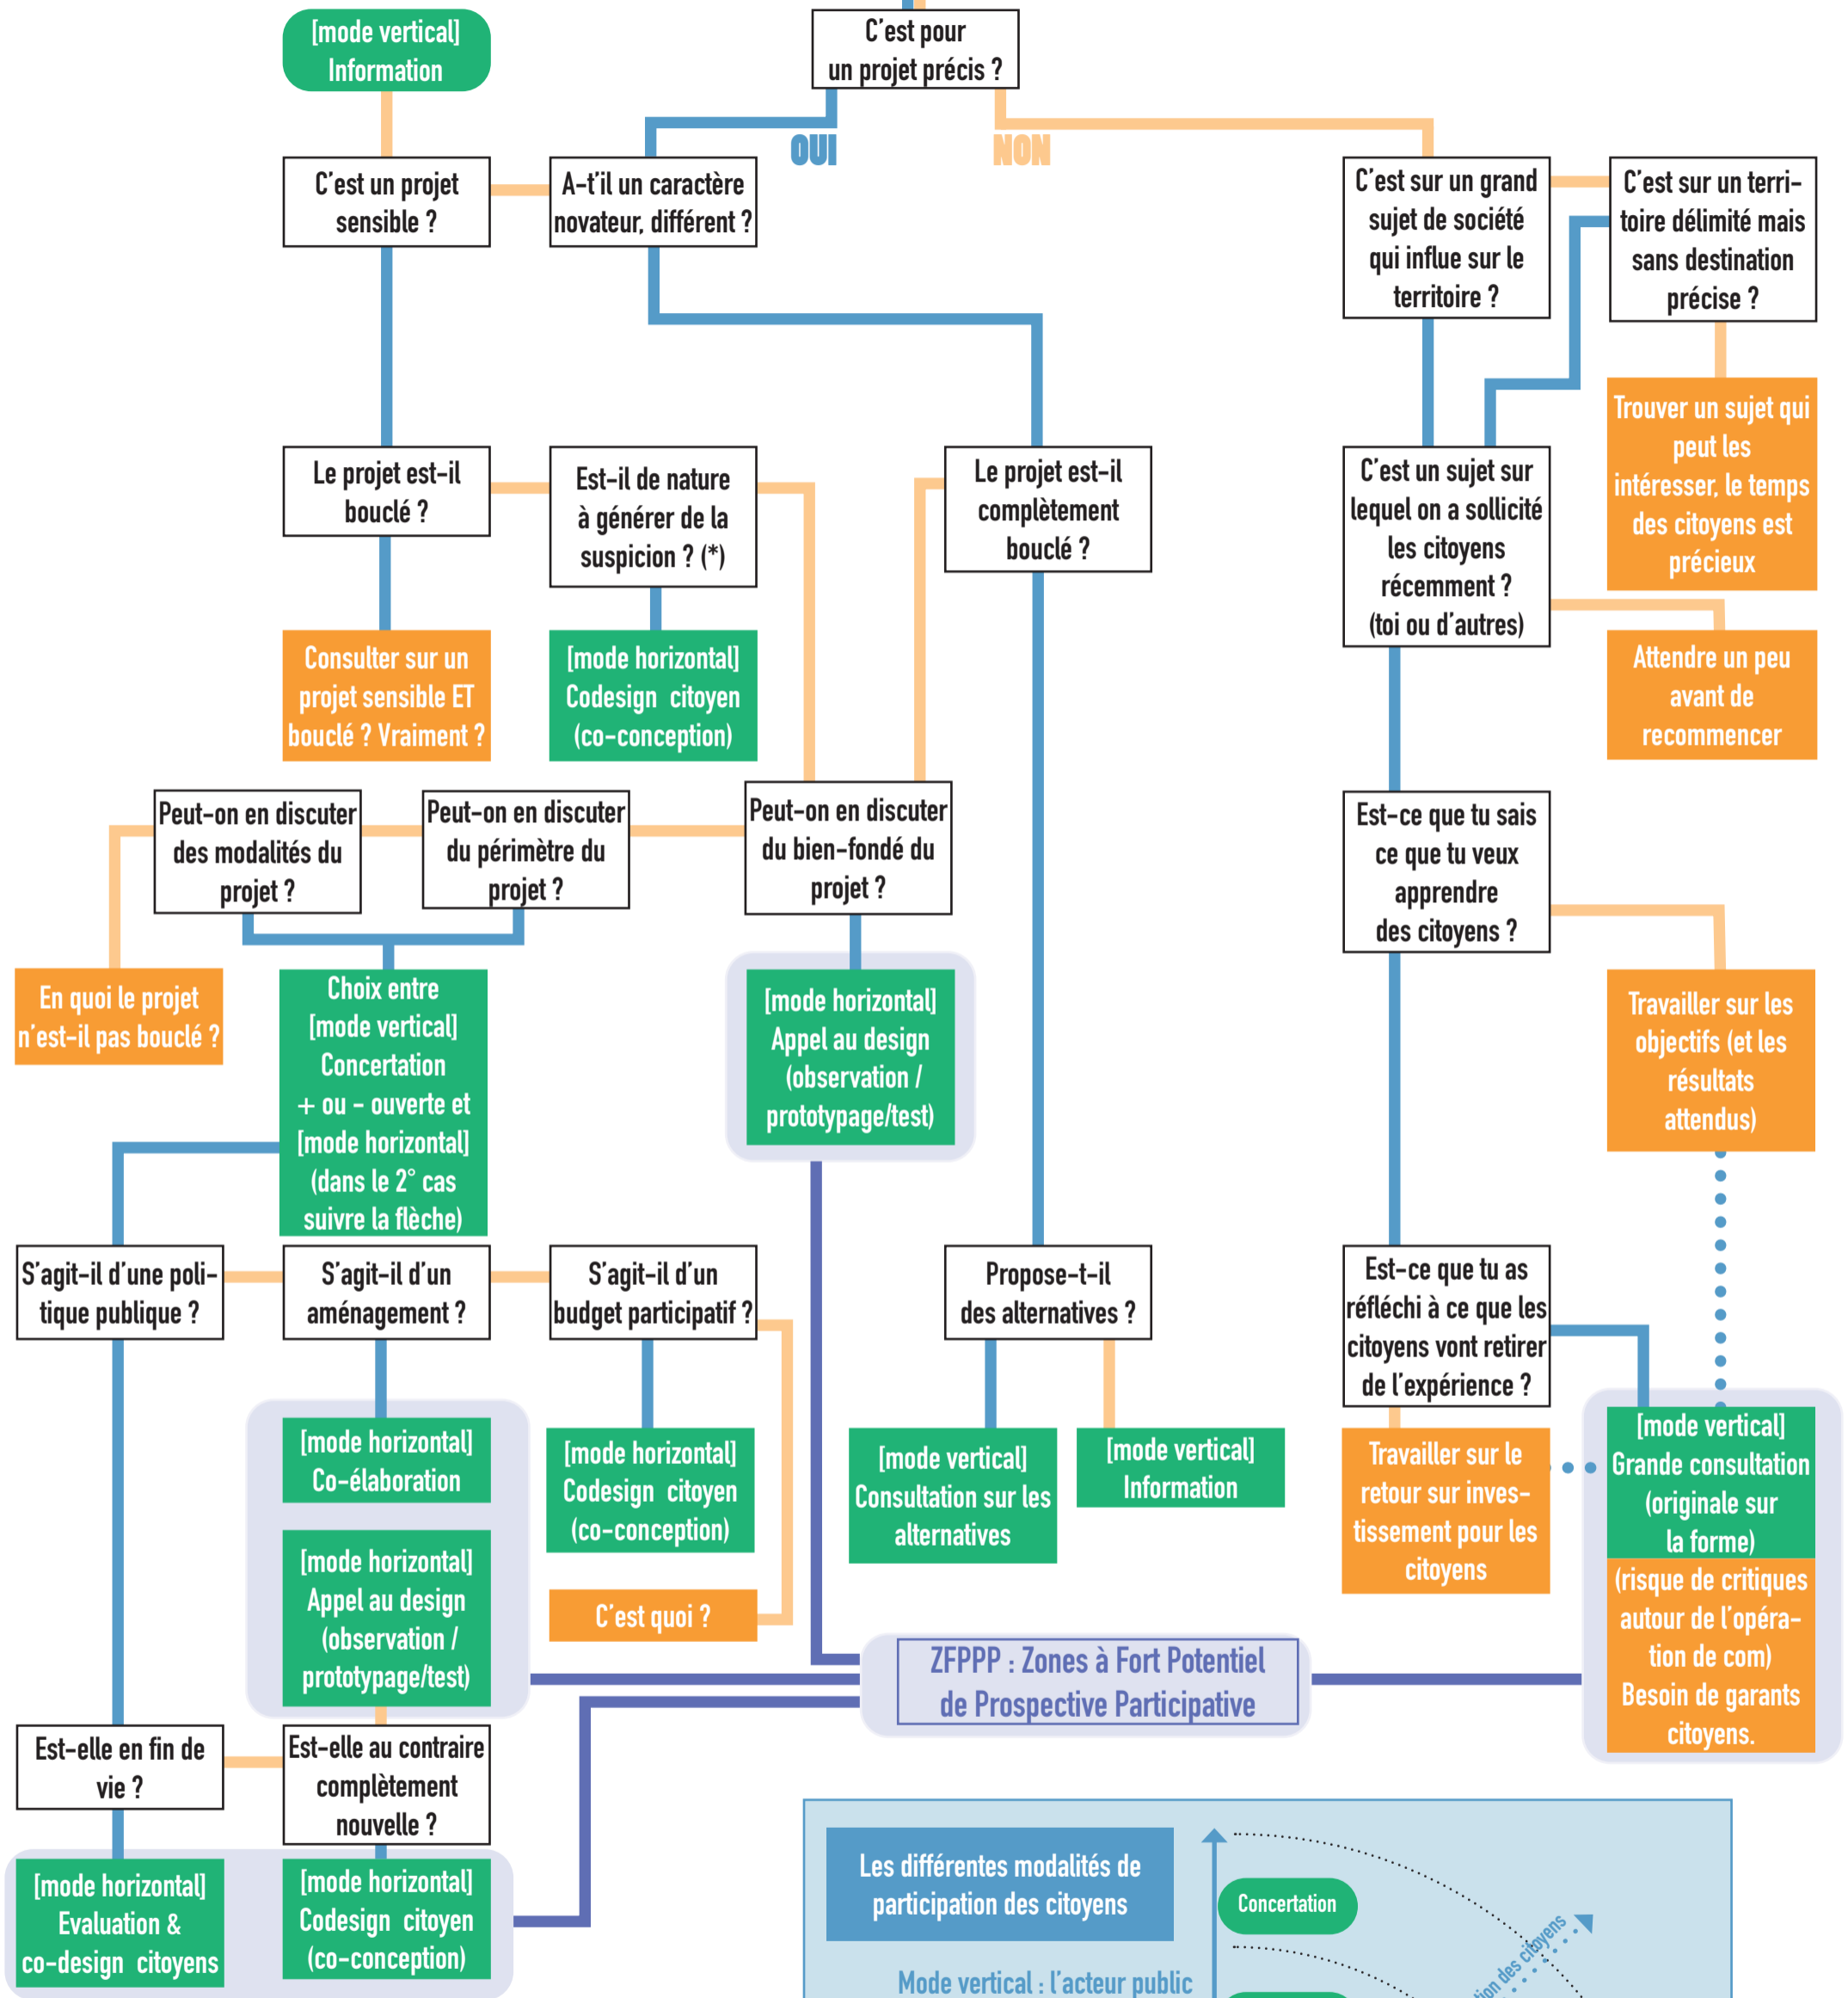 [mode vertical]
Information
C'est pour
un projet précis ?
OUI
NON
C'est un projet
sensible ?
A-t'il un caractère
novateur, différent ?
C'est sur un grand
sujet de société
qui influe sur le
territoire ?
C'est sur un terri-
toire délimité mais
sans destination
précise ?
Trouver un sujet qui
peut les
intéresser, le temps
des citoyens est
précieux
Le projet est-il
bouclé ?
Est-il de nature
à générer de la
suspicion ? (*)
Le projet est-il
complètement
bouclé ?
C'est un sujet sur
lequel on a sollicité
les citoyens
récemment ?
(toi ou d'autres)
Consulter sur un
projet sensible ET
bouclé ? Vraiment ?
[mode horizontal]
Codesign citoyen
(co-conception)
Attendre un peu
avant de
recommencer
Peut-on en discuter
des modalités du
projet ?
Peut-on en discuter
du périmètre du
projet ?
Peut-on en discuter
du bien-fondé du
projet ?
Est-ce que tu sais
ce que tu veux
apprendre
des citoyens ?
En quoi le projet
n'est-il pas bouclé ?
Choix entre
[mode vertical]
Concertation
+ ou - ouverte et
[mode horizontal]
(dans le 2° cas
suivre la flèche)
[mode horizontal]
Appel au design
(observation /
prototypage/test)
Travailler sur les
objectifs (et les
résultats
attendus)
S'agit-il d'une poli-
tique publique ?
S'agit-il d'un
aménagement ?
S'agit-il d'un
budget participatif ?
Propose-t-il
des alternatives ?
Est-ce que tu as
réfléchi à ce que les
citoyens vont retirer
de l'expérience ?
[mode horizontal]
Co-élaboration
[mode horizontal]
Appel au design
(observation /
prototypage/test)
[mode horizontal]
Codesign citoyen
(co-conception)
C'est quoi ?
[mode vertical]
Consultation sur les
alternatives
[mode vertical]
Information
Travailler sur le
retour sur inves-
tissement pour les
citoyens
[mode vertical]
Grande consultation
(originale sur
la forme)
(risque de critiques
autour de l'opéra-
tion de com)
Besoin de garants
citoyens.
ZFPPP : Zones à Fort Potentiel
de Prospective Participative
Est-elle en fin de
vie ?
Est-elle au contraire
complètement
nouvelle ?
[mode horizontal]
Evaluation &
co-design citoyens
[mode horizontal]
Codesign citoyen
(co-conception)
Les différentes modalités de
participation des citoyens
Concertation
des citoyens
Mode vertical : l'acteur public